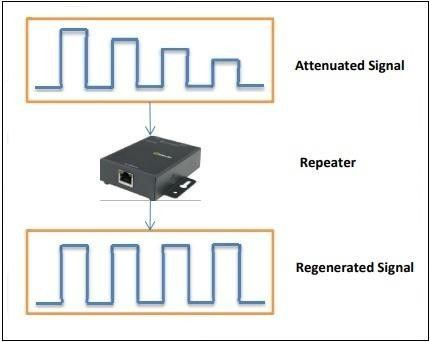 Attenuated Signal
Repeater
Regenerated Signal